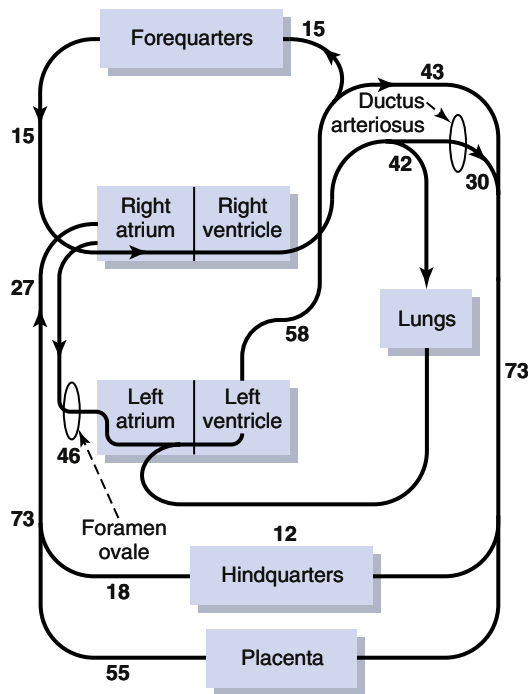 Forequarters
15
43
Ductus
arteriosus
15
42
30
Right
atrium
Right
ventricle
27
Lungs
58
73
Left
atrium
Left
ventricle
46
Foramen
ovale
73
12
Hindquarters
18
Placenta
55